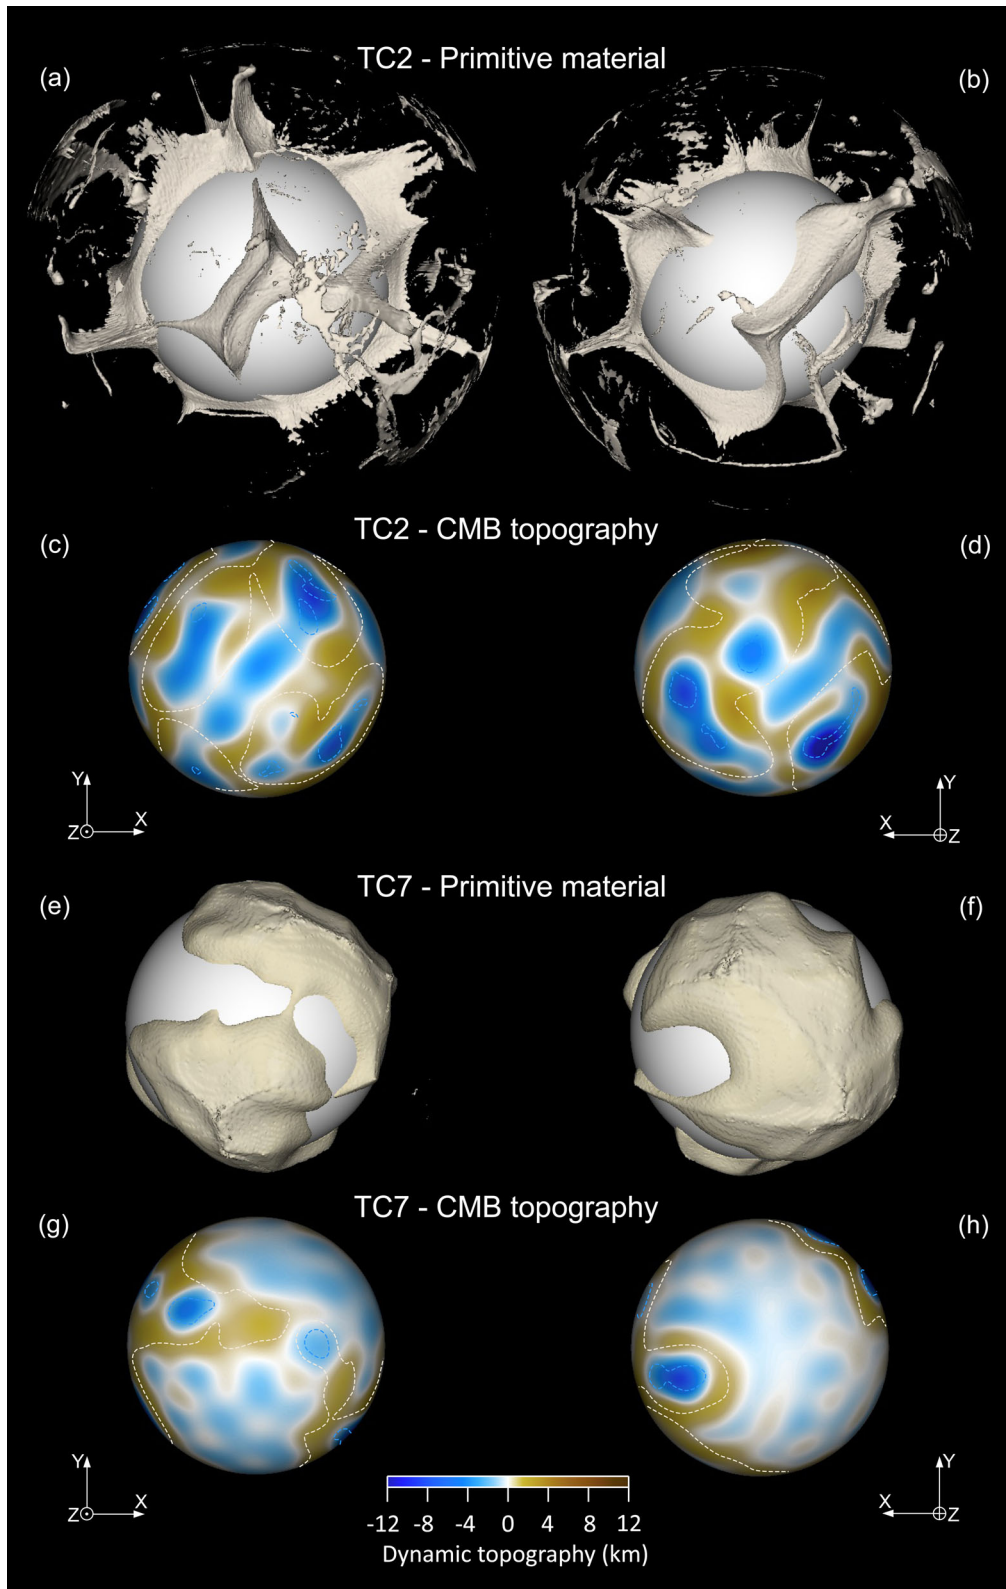 TC2 - Primitive material
(a)
(b)
TC2 - CMB topography
(c)
(d)
Y
X
Z
Y
X
Z
TC7 - Primitive material
(e)
(f)
TC7 - CMB topography
(g)
(h)
Y
X
Z
Y
X
Z
-12 -8 -4 0 4 8 12
Dynamic topography (km)